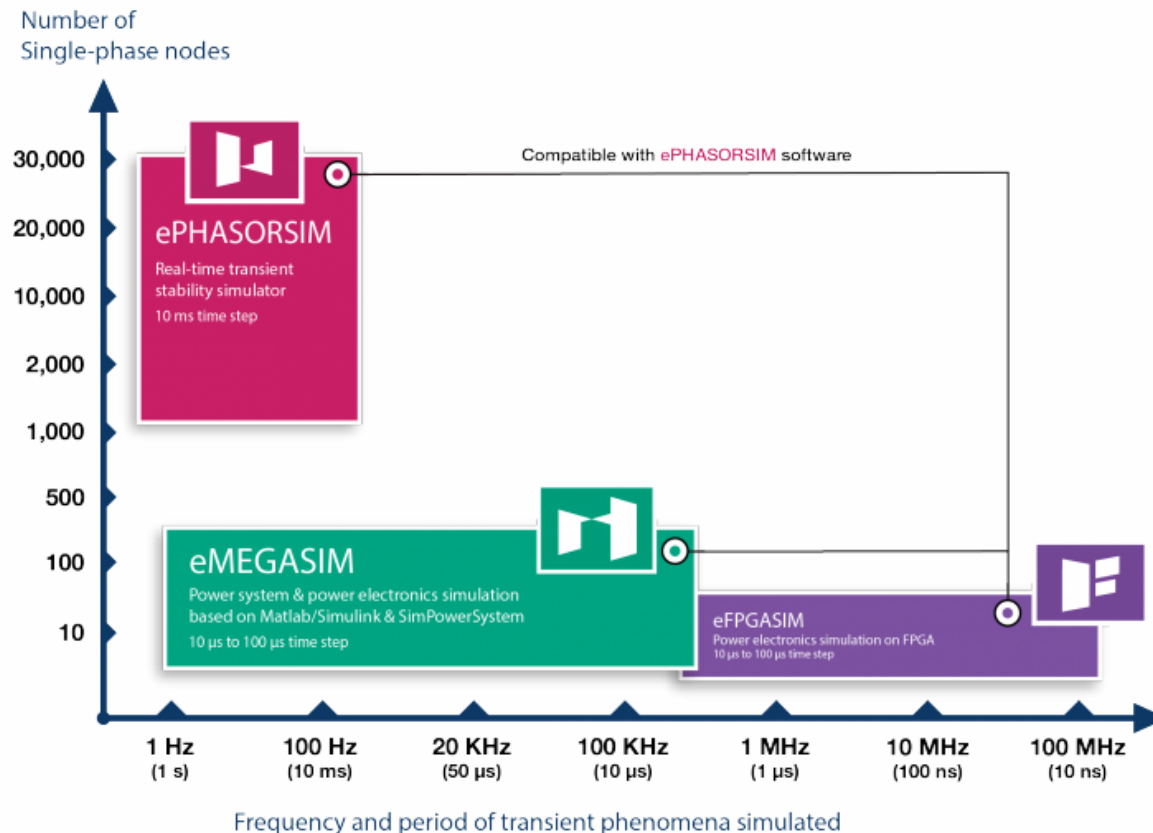 Number of
Single-phase nodes
30,000
20,000
10,000
2,000
1,000
500
100
10
Compatible with ePHASORSIM software
ePHASORSIM
Real-time transient
stability simulator
10 ms time step
eMEGASIM
Power system & power electronics simulation
based on Matlab/Simulink & SimPowerSystem
10 µs to 100 µs time step
eFPGASIM
Power electronics simulation on FPGA
10 µs to 100 µs time step
1 Hz
(1 s)
100 Hz
(10 ms)
20 KHz
(50 µs)
100 KHz
(10 µs)
1 MHz
(1 µs)
10 MHz
(100 ns)
100 MHz
(10 ns)
Frequency and period of transient phenomena simulated